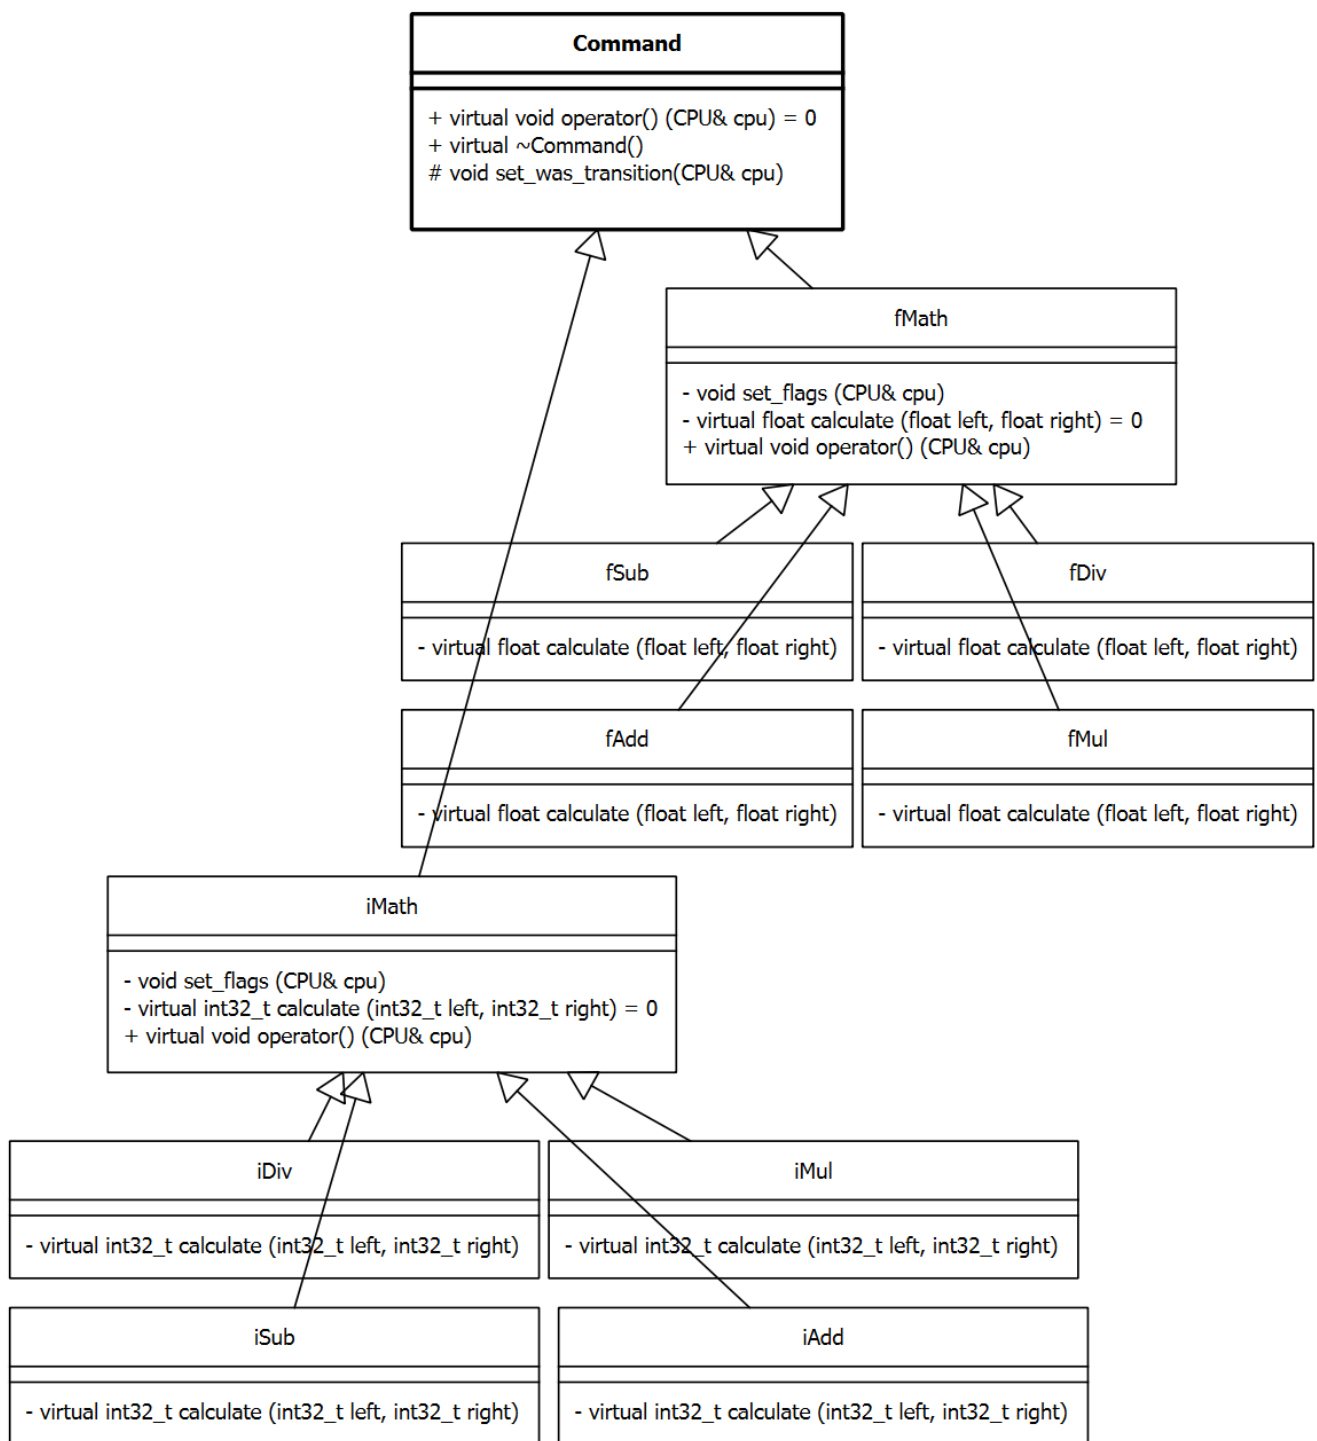 Command
+ virtual void operator() (CPU& cpu) = 0
+ virtual ~Command()
# void set_was_transition(CPU& cpu)
fMath
- void set_flags (CPU& cpu)
- virtual float calculate (float left, float right) = 0
+ virtual void operator() (CPU& cpu)
fSub
- virtual float calculate (float left, float right)
fDiv
- virtual float calculate (float left, float right)
fAdd
- virtual float calculate (float left, float right)
fMul
- virtual float calculate (float left, float right)
iMath
- void set_flags (CPU& cpu)
- virtual int32_t calculate (int32_t left, int32_t right) = 0
+ virtual void operator() (CPU& cpu)
iDiv
- virtual int32_t calculate (int32_t left, int32_t right)
iMul
- virtual int32_t calculate (int32_t left, int32_t right)
iSub
- virtual int32_t calculate (int32_t left, int32_t right)
iAdd
- virtual int32_t calculate (int32_t left, int32_t right)